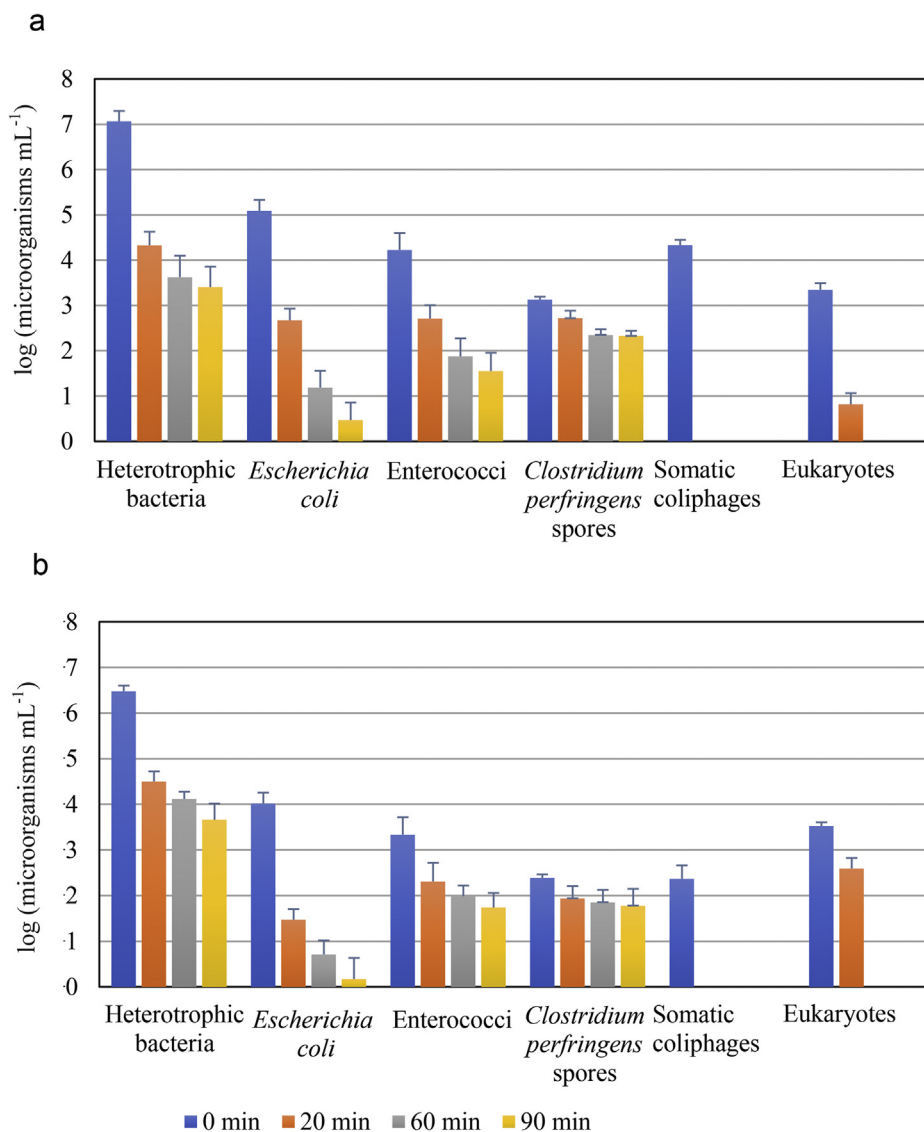 a
8
7
6
5
4
3
2
1
0
log (microorganisms mL⁻¹)
Heterotrophic
bacteria
Escherichia
coli
Enterococci
Clostridium
perfringens
spores
Somatic
coliphages
Eukaryotes
b
·8
·7
·6
·5
·4
·3
·2
·1
·0
log (microorganisms mL⁻¹)
Heterotrophic
bacteria
Escherichia
coli
Enterococci
Clostridium
perfringens
spores
Somatic
coliphages
Eukaryotes
0 min 20 min 60 min 90 min